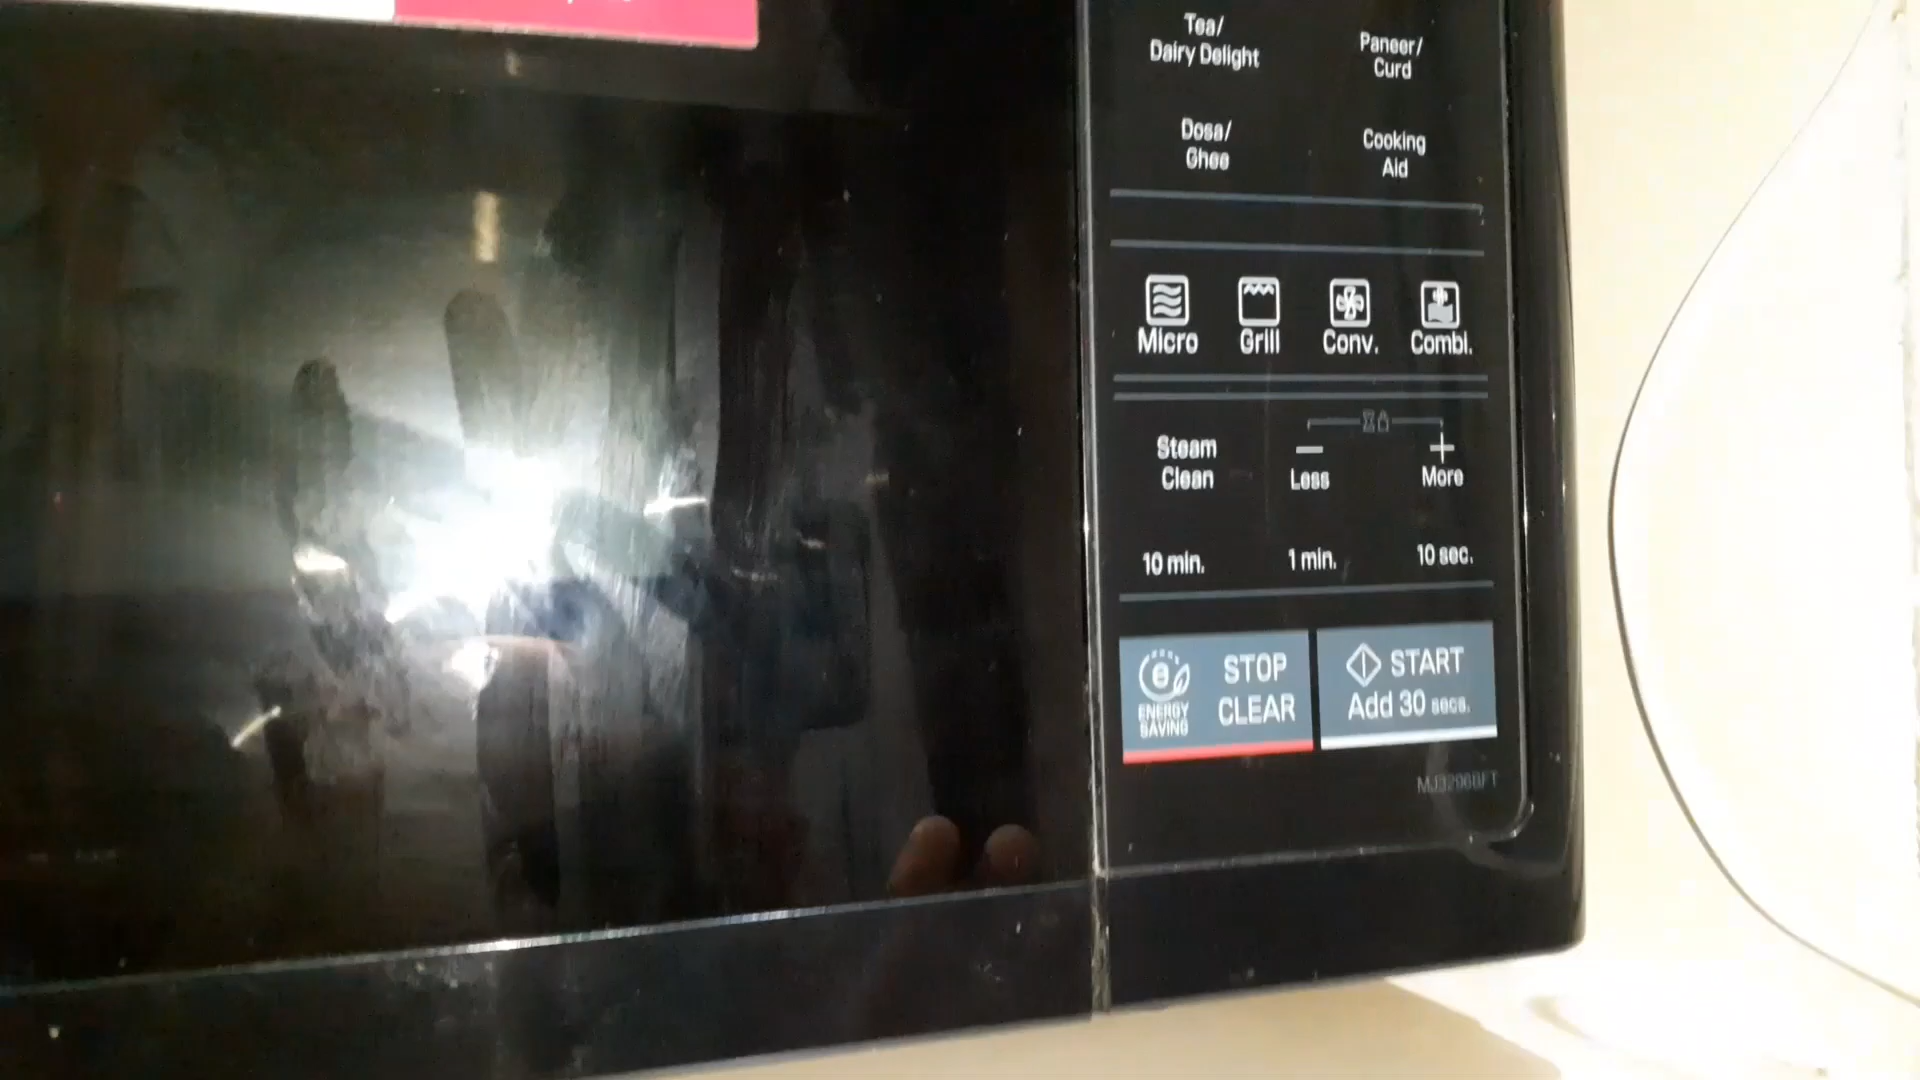 Tea/
Dairy Delight
Paneer/
Curd
Dosa/
Ghee
Cooking
Aid
Micro
Grill
Conv.
Combi.
Steam
Clean
Less
More
10 min.
1 min.
10 sec.
ENERGY
SAVING
STOP
CLEAR
START
Add 30 secs.